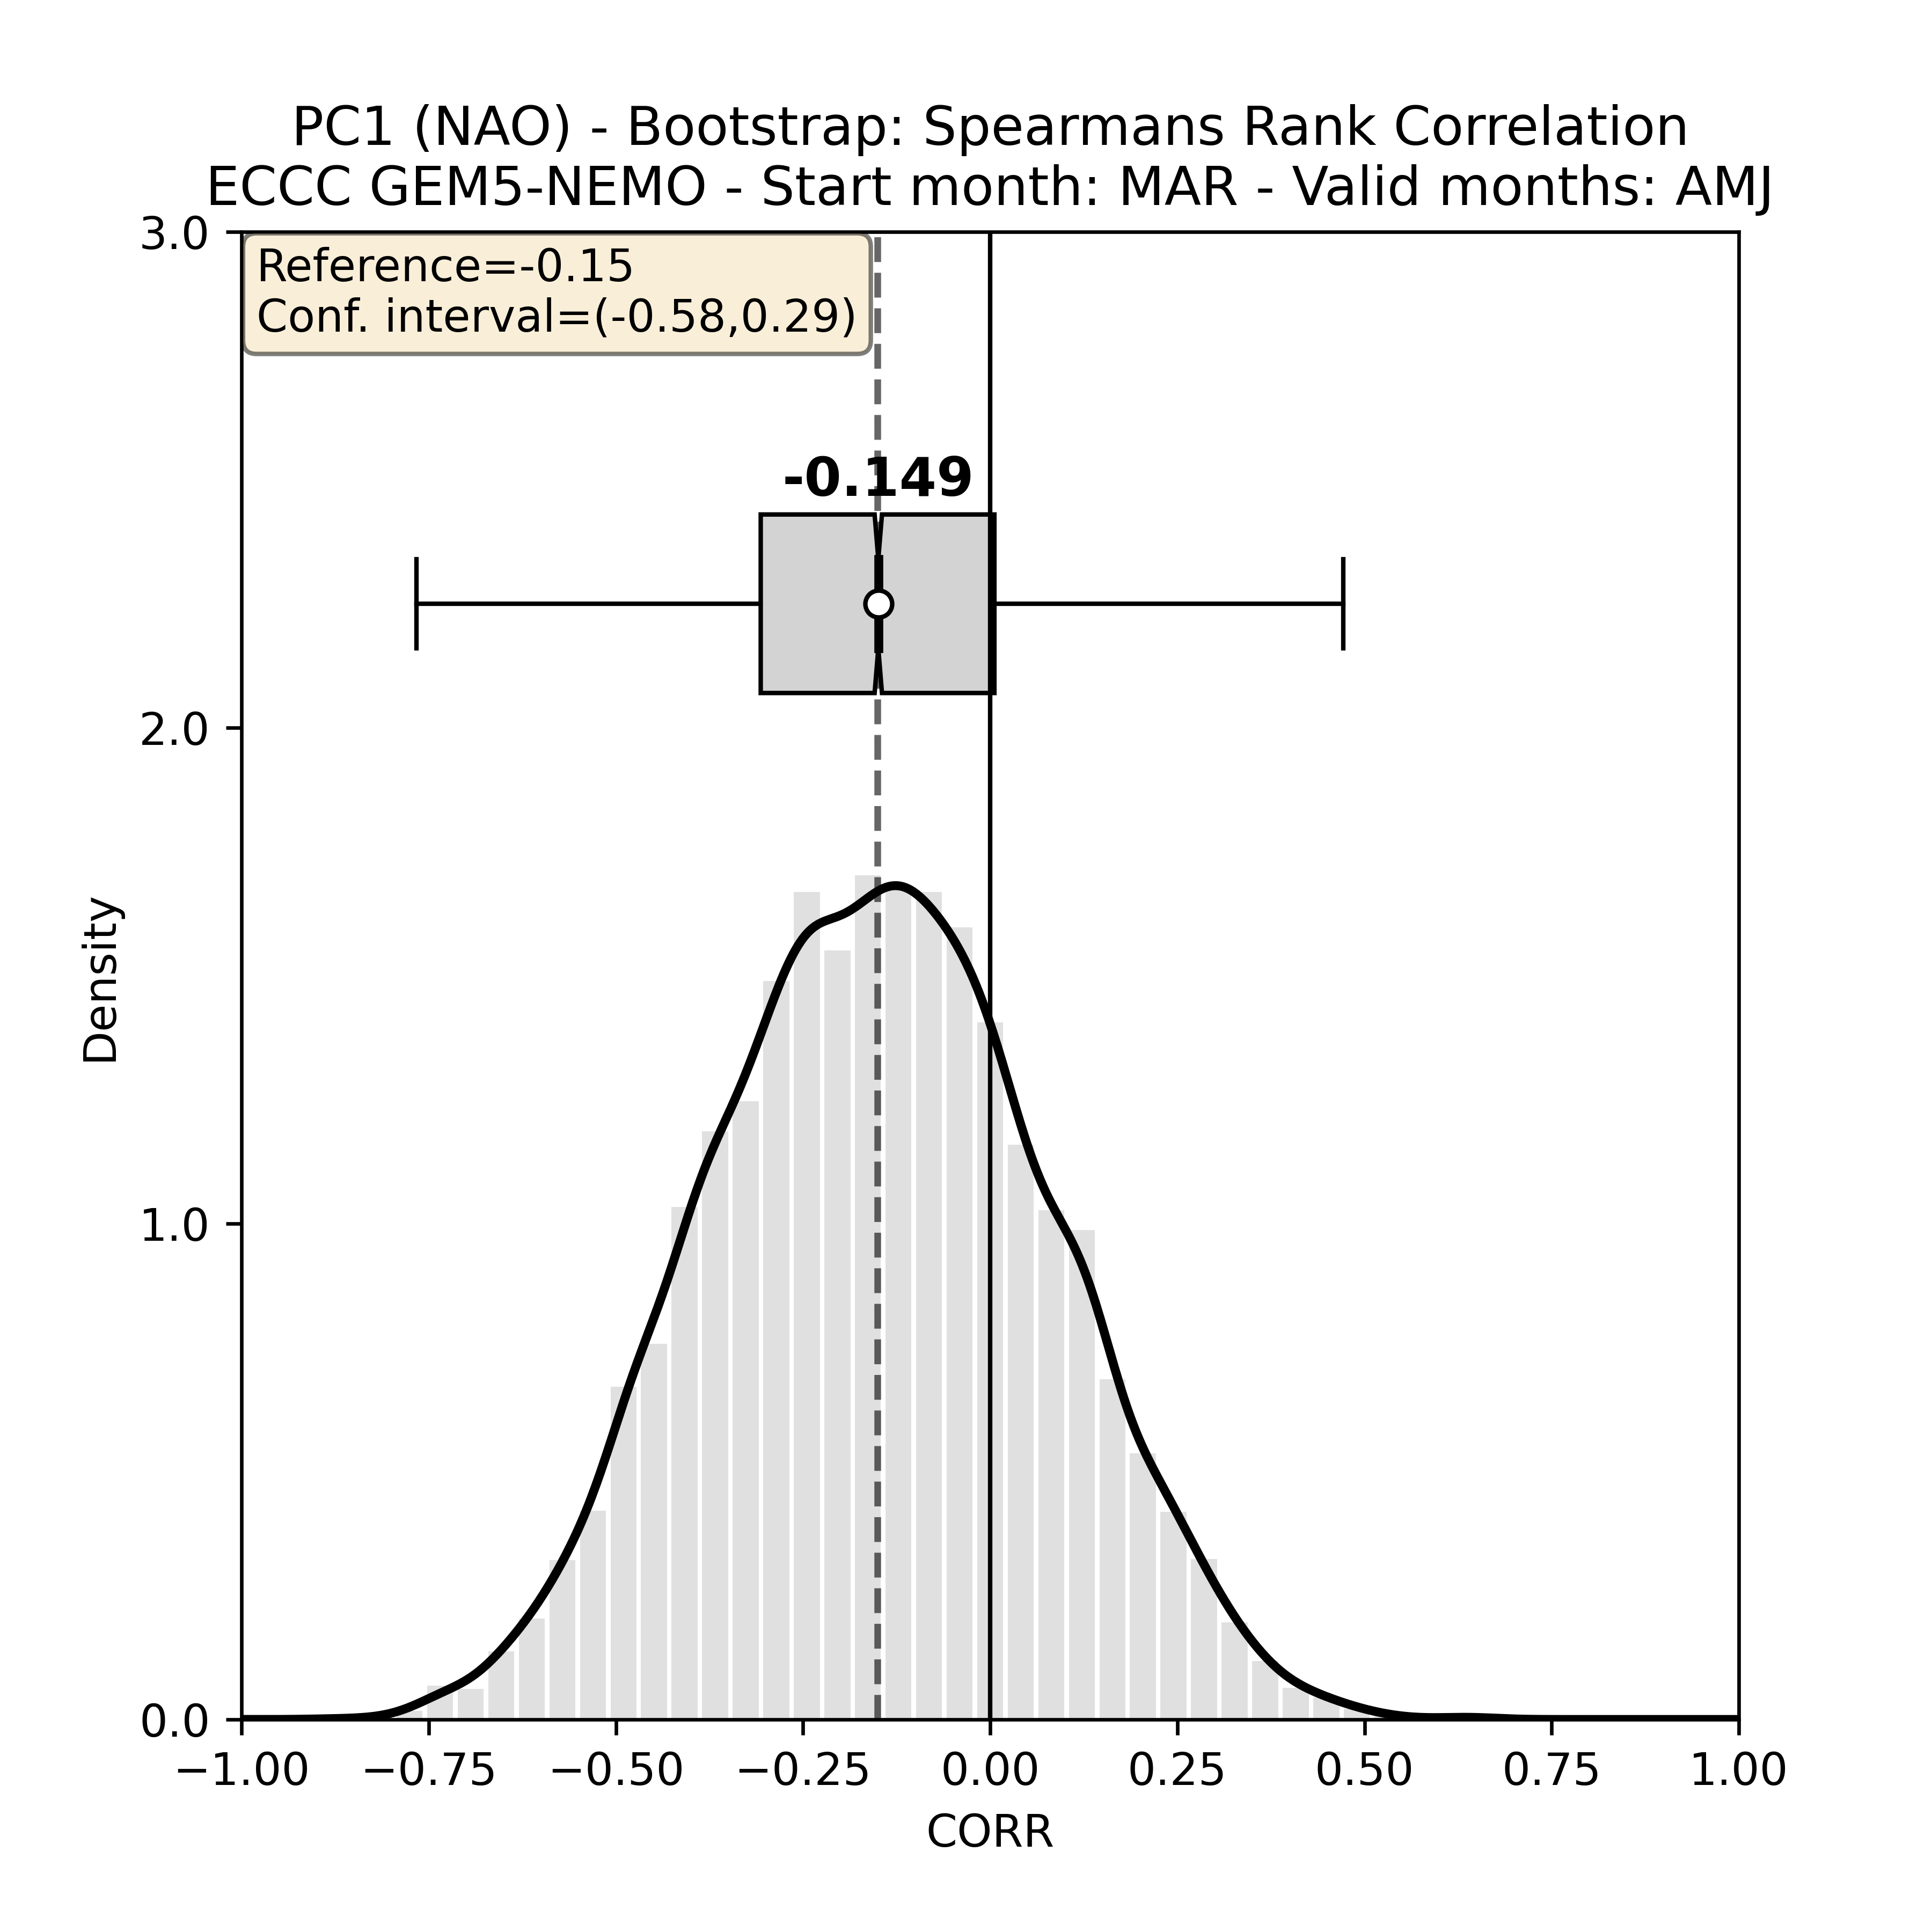 PC1 (NAO) - Bootstrap: Spearmans Rank Correlation
ECCC GEM5-NEMO - Start month: MAR - Valid months: AMJ
3.0
Reference=-0.15
Conf. interval=(-0.58,0.29)
-0.149
2.0
Density
1.0
0.0
−1.00 −0.75 −0.50 −0.25 0.00 0.25 0.50 0.75 1.00
CORR